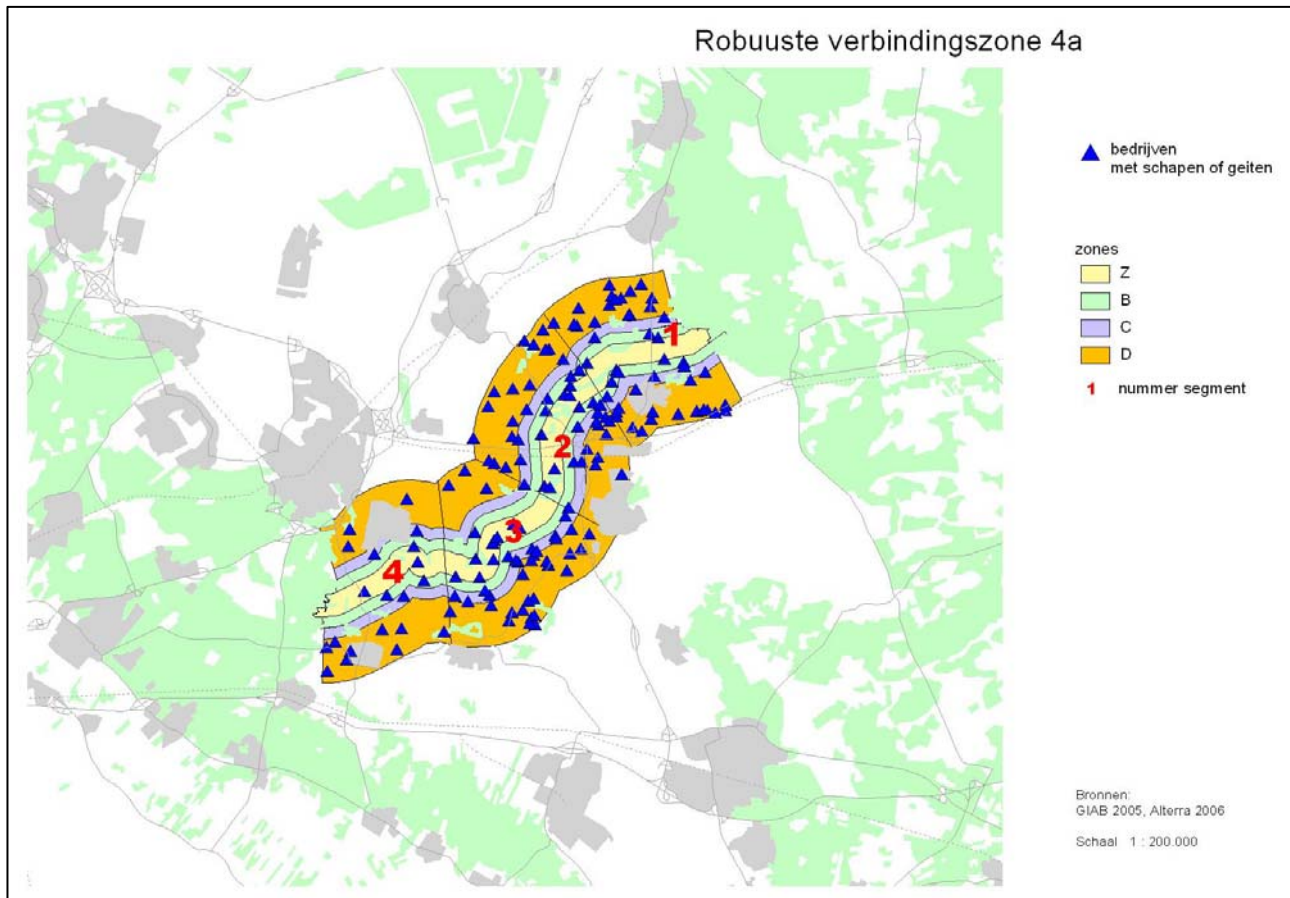 Robuuste verbindingszone 4a
bedrijven
met schapen of geiten
zones
Z
B
C
D
1 nummer segment
1
2
3
4
Bronnen:
GIAB 2005, Alterra 2006
Schaal 1 : 200.000